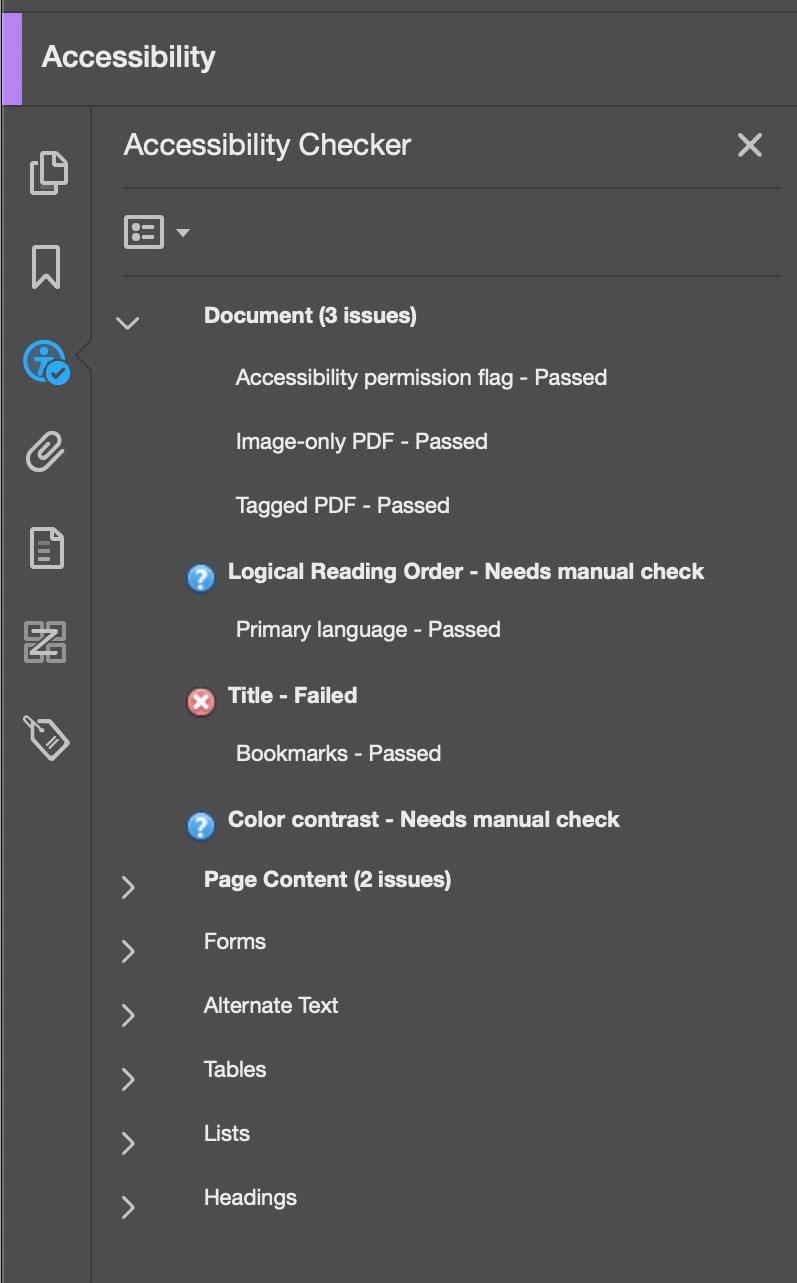 Accessibility
Accessibility Checker
Document (3 issues)
Accessibility permission flag - Passed
Image-only PDF - Passed
Tagged PDF - Passed
Logical Reading Order - Needs manual check
Primary language - Passed
Title - Failed
Bookmarks - Passed
Color contrast - Needs manual check
Page Content (2 issues)
Forms
Alternate Text
Tables
Lists
Headings